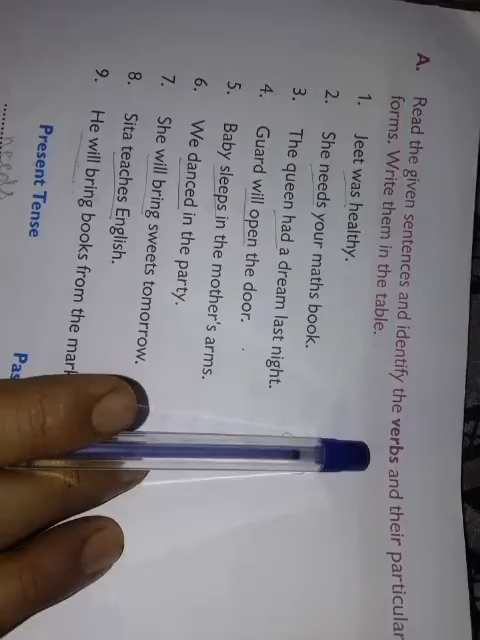 A. Read the given sentences and identify the verbs and their particular
forms. Write them in the table.
1. Jeet was healthy.
2. She needs your maths book.
3. The queen had a dream last night.
4. Guard will open the door.
5. Baby sleeps in the mother's arms.
6. We danced in the party.
7. She will bring sweets tomorrow.
8. Sita teaches English.
9. He will bring books from the
Present Tense
needs